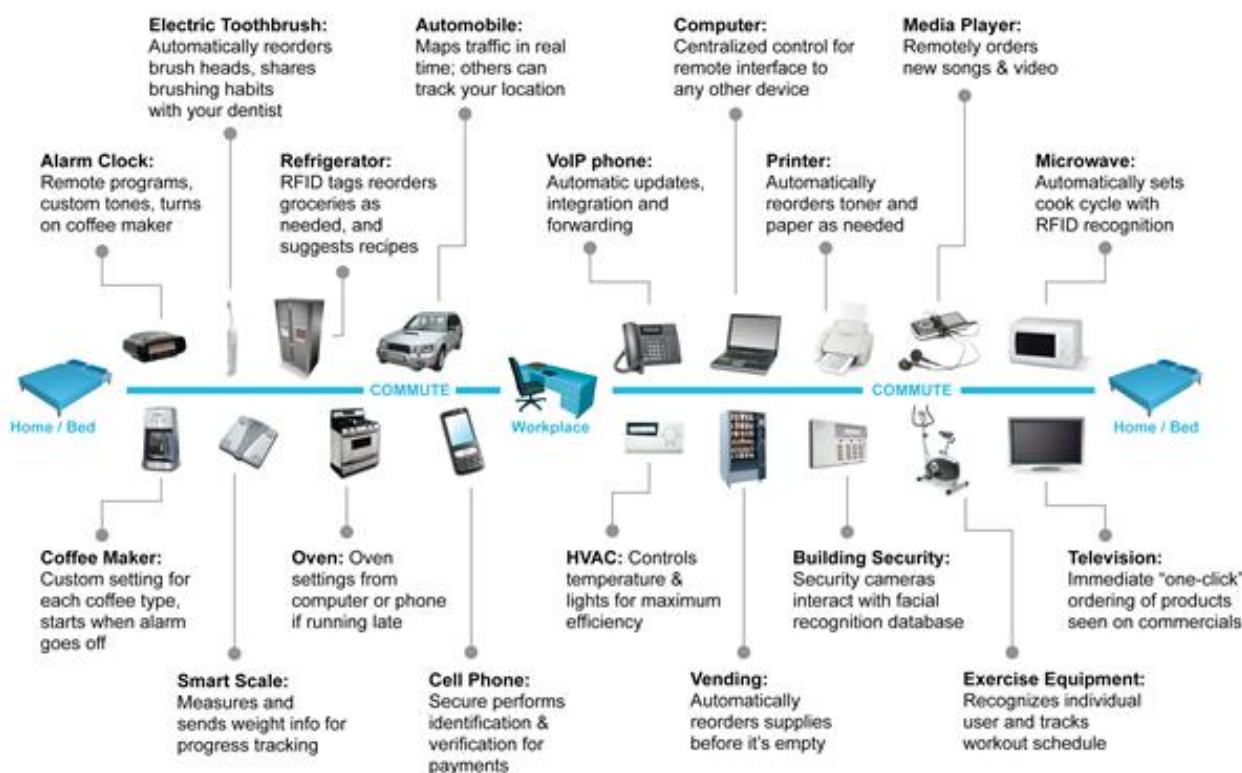 Electric Toothbrush:
Automatically reorders
brush heads, shares
brushing habits
with your dentist
Automobile:
Maps traffic in real
time; others can
track your location
Computer:
Centralized control for
remote interface to
any other device
Media Player:
Remotely orders
new songs & video
Alarm Clock:
Remote programs,
custom tones, turns
on coffee maker
Refrigerator:
RFID tags reorders
groceries as
needed, and
suggests recipes
VoIP phone:
Automatic updates,
integration and
forwarding
Printer:
Automatically
reorders toner and
paper as needed
Microwave:
Automatically sets
cook cycle with
RFID recognition
Home / Bed
COMMUTE
Workplace
COMMUTE
Home / Bed
Coffee Maker:
Custom setting for
each coffee type,
starts when alarm
goes off
Oven: Oven
settings from
computer or phone
if running late
HVAC: Controls
temperature &
lights for maximum
efficiency
Building Security:
Security cameras
interact with facial
recognition database
Television:
Immediate “one-click”
ordering of products
seen on commercials
Smart Scale:
Measures and
sends weight info for
progress tracking
Cell Phone:
Secure performs
identification &
verification for
payments
Vending:
Automatically
reorders supplies
before it's empty
Exercise Equipment:
Recognizes individual
user and tracks
workout schedule